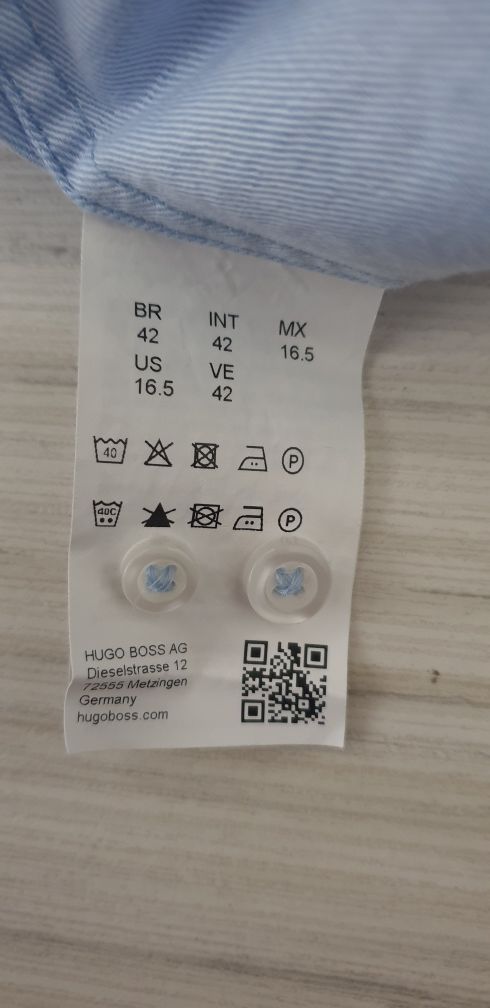 BR INT MX
42 42 16.5
US VE
16.5 42
40 P
40C P
HUGO BOSS AG
Dieselstrasse 12
72555 Metzingen
Germany
hugoboss.com